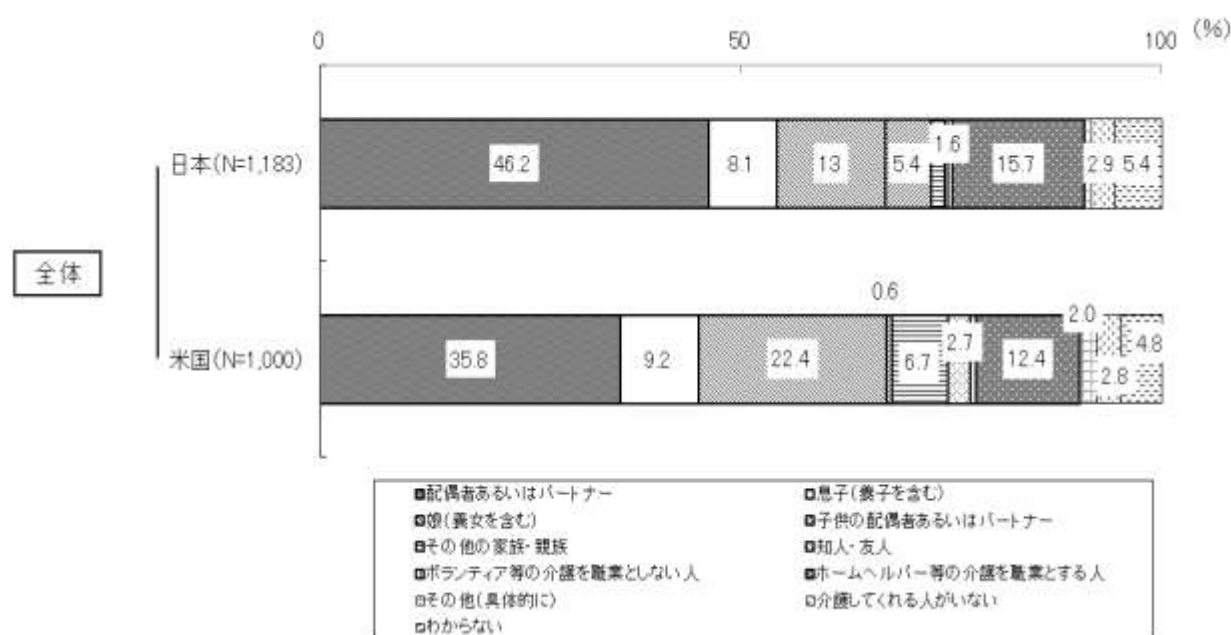 0 50 100 (%)
日本(N=1,183) 46.2 8.1 13 5.4 1.6 15.7 2.9 5.4
全体
0.6 2.0
米国(N=1,000) 35.8 9.2 22.4 6.7 2.7 12.4 2.8 4.8
配偶者あるいはパートナー 息子(養子を含む)
娘(養女を含む) 子供の配偶者あるいはパートナー
その他の家族・親族 知人・友人
ボランティア等の介護を職業としない人 ホームヘルパー等の介護を職業とする人
その他(具体的に) 介護してくれる人がいない
わからない